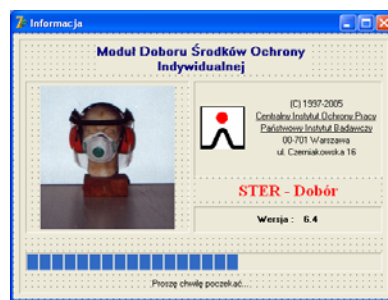 Informacja
Moduł Doboru Środków Ochrony
Indywidualnej
(C) 1997-2005
Centralny Instytut Ochrony Pracy
Państwowy Instytut Badawczy
00-701 Warszawa
ul. Czerniakowska 16
STER - Dobór
Wersja : 6.4
Proszę chwilę poczekać...